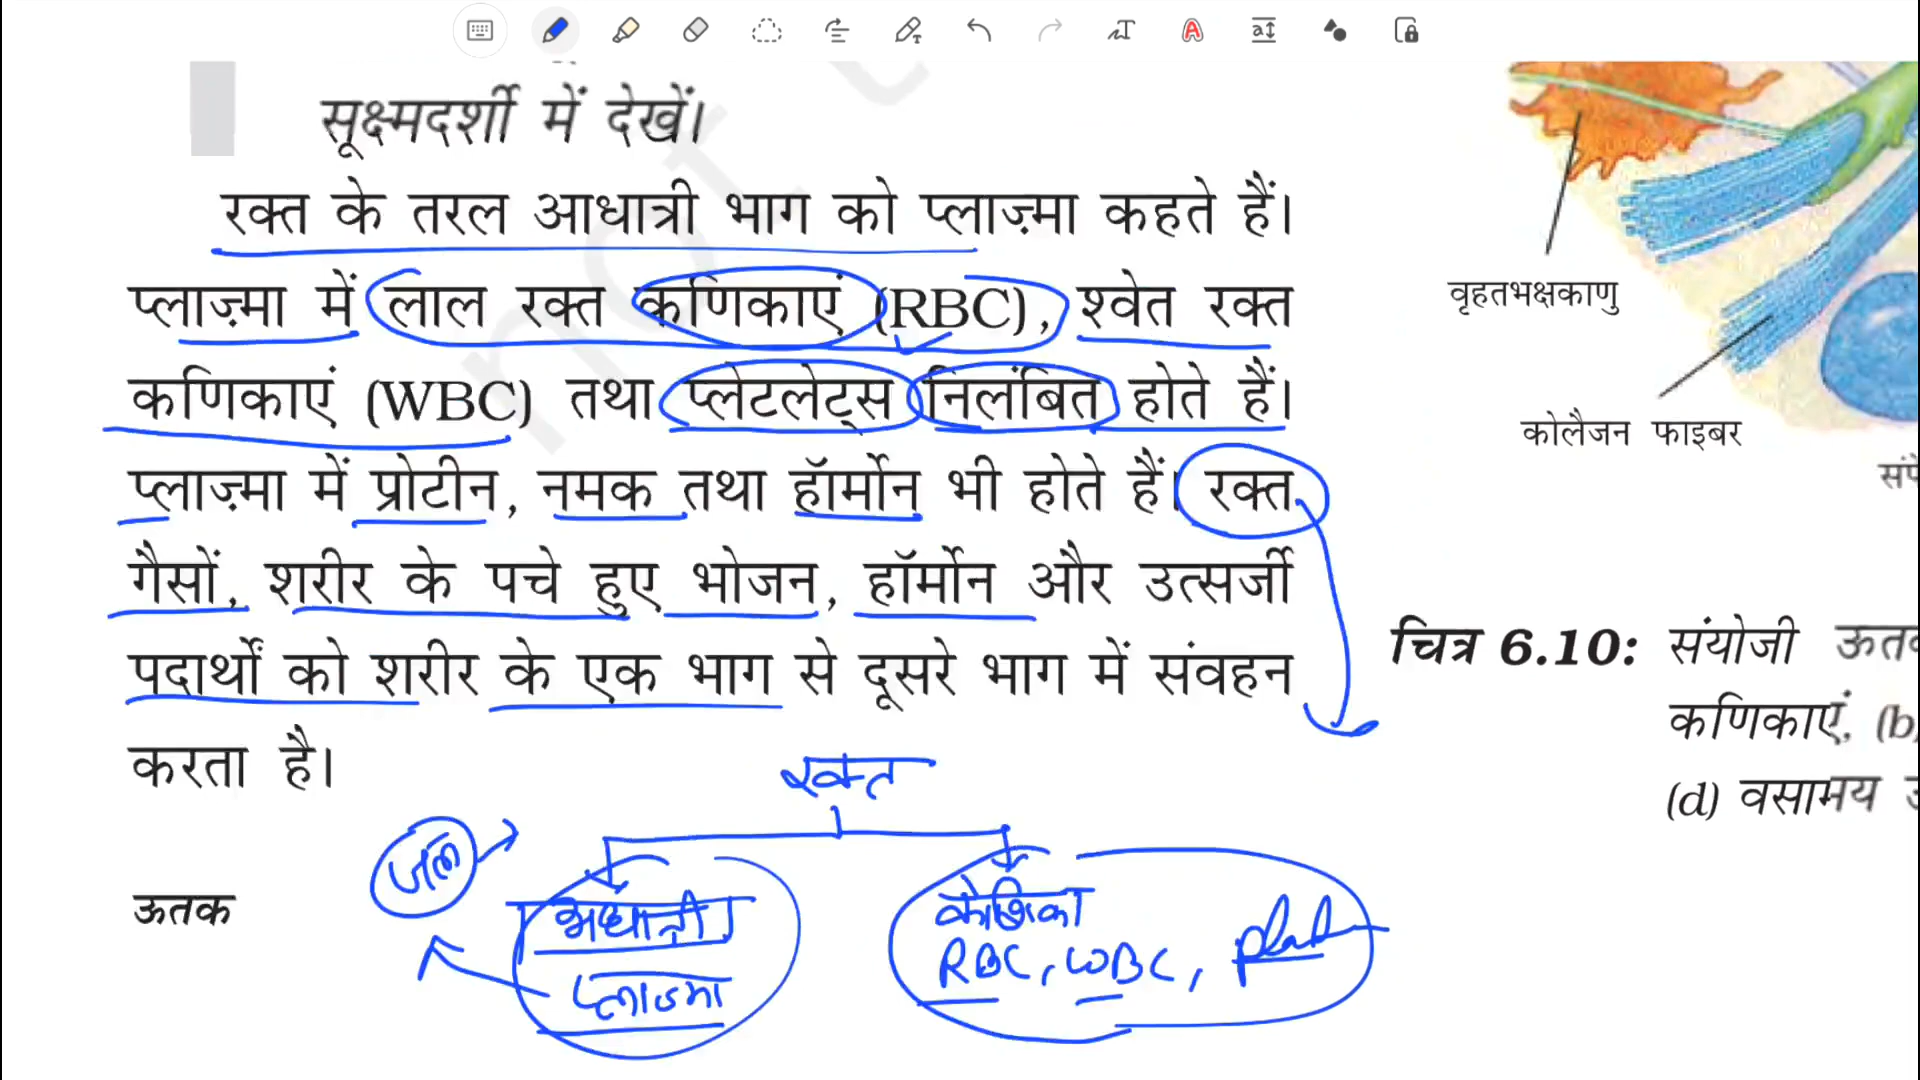 सूक्ष्मदर्शी में देखें।
रक्त के तरल आधात्री भाग को प्लाज़्मा कहते हैं।
प्लाज़्मा में लाल रक्त कणिकाएं (RBC), श्वेत रक्त
कणिकाएं (WBC) तथा प्लेटलेट्स निलंबित होते हैं।
प्लाज़्मा में प्रोटीन, नमक तथा हॉर्मोन भी होते हैं। रक्त
गैसों, शरीर के पचे हुए भोजन, हॉर्मोन और उत्सर्जी
पदार्थों को शरीर के एक भाग से दूसरे भाग में संवहन
करता है।
रक्त
जल
आधात्री
प्लाज्मा
कोशिका
RBC, WBC,
ऊतक
वृहतभक्षकाणु
कोलैजन फाइबर
चित्र 6.10: संयोजी
कणिकाएं, (b)
(d) वसामय
not